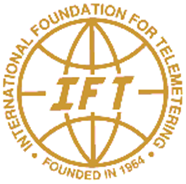 • INTERNATIONAL FOUNDATION FOR TELEMETERING •
IFT
FOUNDED IN 1964